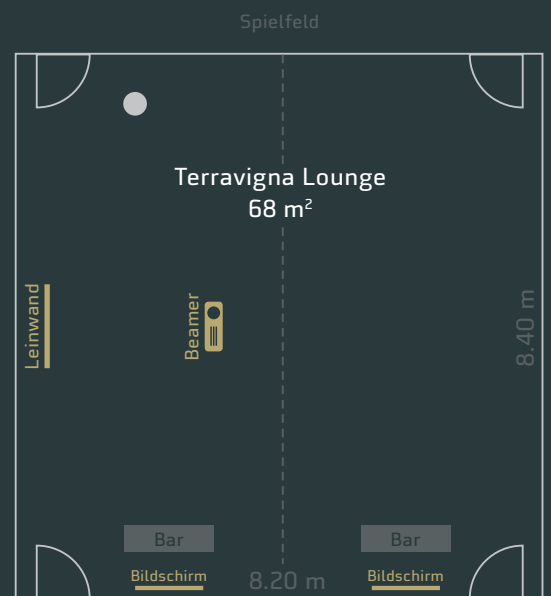 Spielfeld
Terravigna Lounge
68 m²
Leinwand
Beamer
8.40 m
Bar
Bar
Bildschirm
8.20 m
Bildschirm